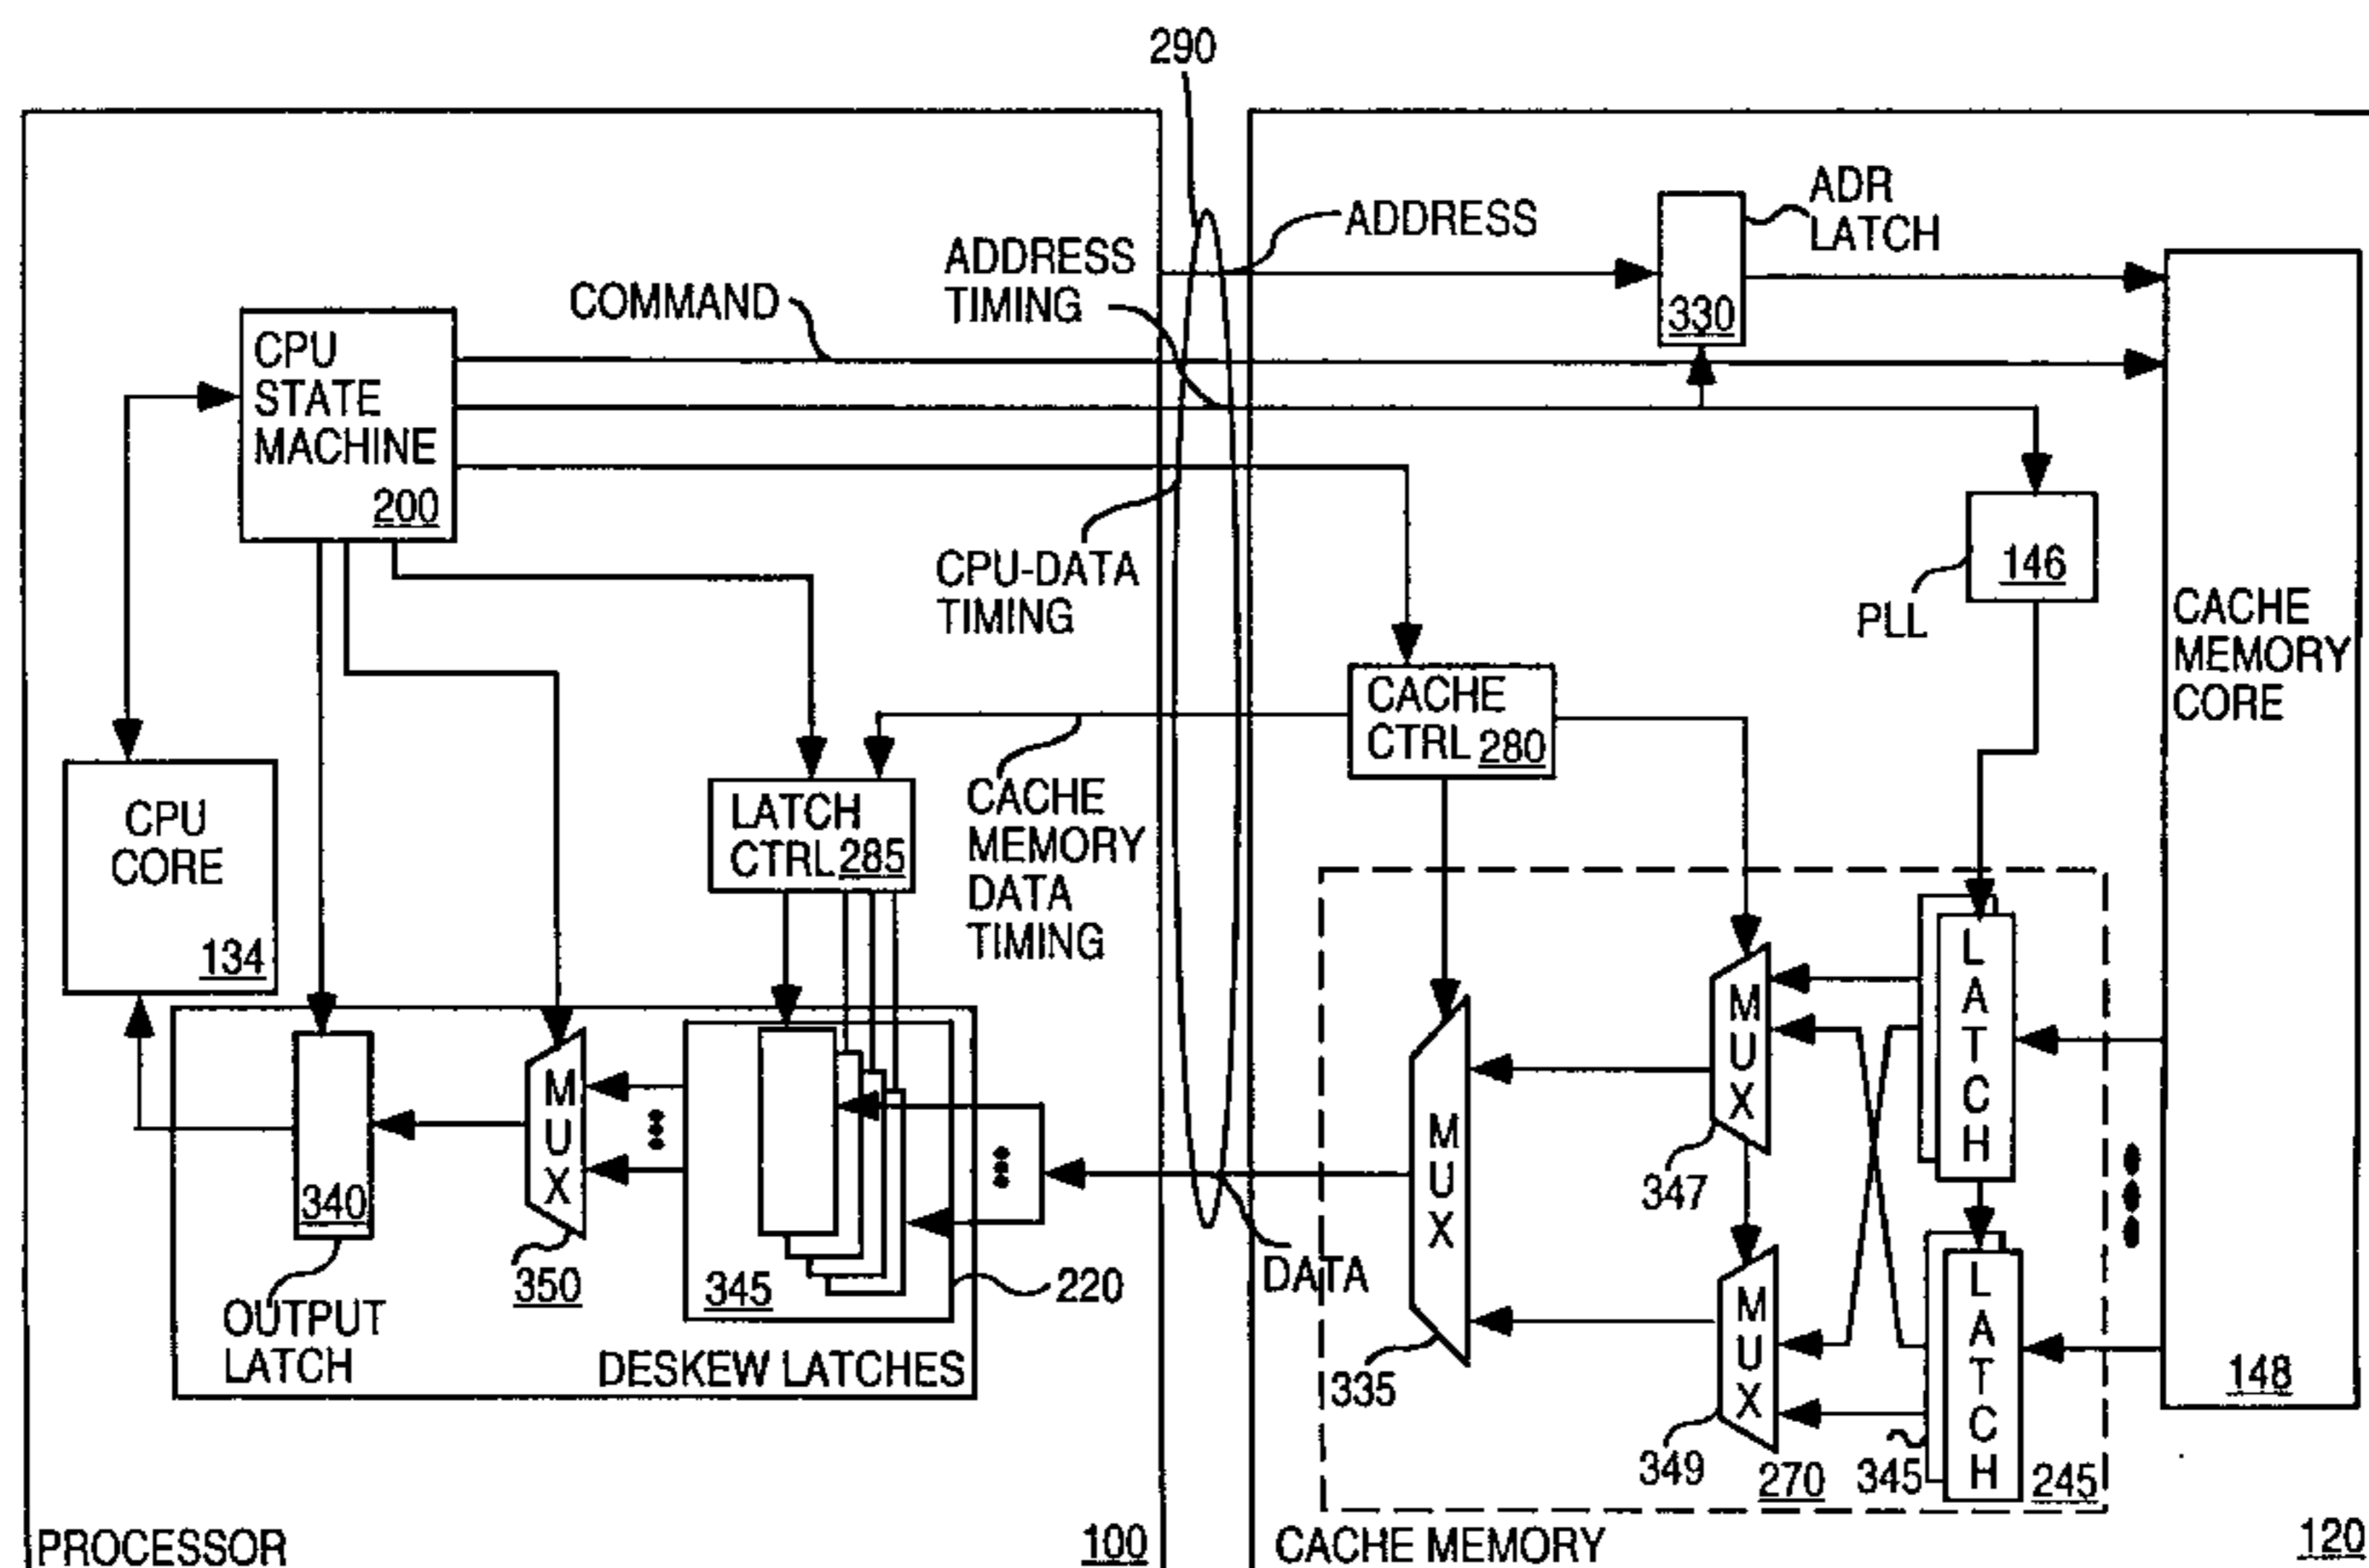 290
ADDRESS
ADR
LATCH
ADDRESS
TIMING
COMMAND
330
CPU
STATE
MACHINE
200
CPU-DATA
TIMING
146
PLL
CACHE
MEMORY
CORE
CACHE
CTRL 280
CPU
CORE
134
LATCH
CTRL 285
CACHE
MEMORY
DATA
TIMING
LATCH
MUX
MUX
MUX
347
340
350
345
220
DATA
OUTPUT
LATCH
DESKEW LATCHES
335
MUX
LATCH
349
270
345
245
148
PROCESSOR
100
CACHE MEMORY
120